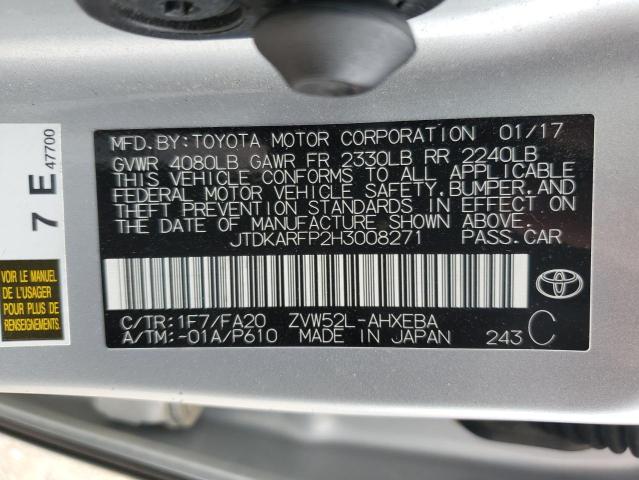 MFD.BY:TOYOTA MOTOR CORPORATION 01/17
GVWR 4080LB GAWR FR 2330LB RR 2240LB
THIS VEHICLE CONFORMS TO ALL APPLICABLE
FEDERAL MOTOR VEHICLE SAFETY,BUMPER,AND
THEFT PREVENTION STANDARDS IN EFFECT ON
THE DATE OF MANUFACTURE SHOWN ABOVE.
JTDKARFP2H3008271 PASS.CAR
C/TR:1F7/FA20 ZVW52L-AHXEBA
A/TM:-01A/P610 MADE IN JAPAN 243 C
7 E 47700
VOIR LE MANUEL
DE L'USAGER
POUR PLUS DE
RENSEIGNEMENTS